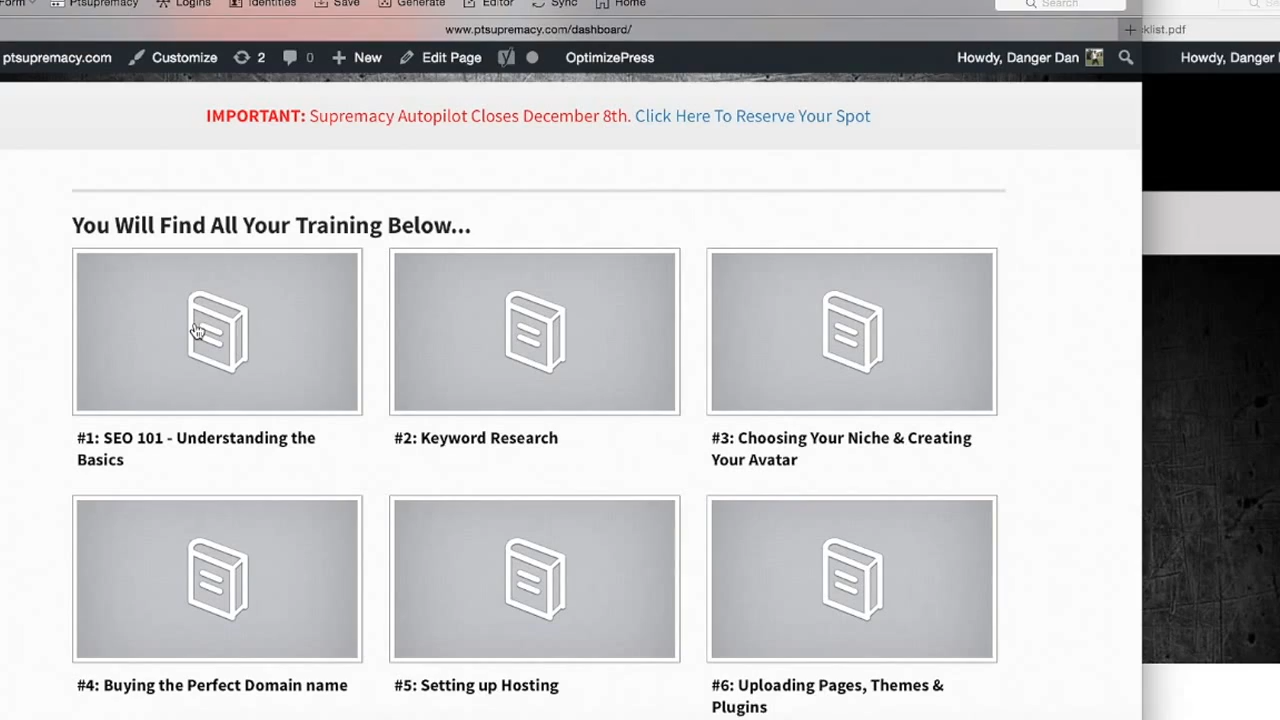 Form Ptsupremacy Logins Identities Save Generate Editor Sync Home Search
www.ptsupremacy.com/dashboard/ klist.pdf
ptsupremacy.com Customize 2 0 New Edit Page OptimizePress Howdy, Danger Dan Howdy, Danger
IMPORTANT: Supremacy Autopilot Closes December 8th. Click Here To Reserve Your Spot
You Will Find All Your Training Below...
#1: SEO 101 - Understanding the
Basics
#2: Keyword Research
#3: Choosing Your Niche & Creating
Your Avatar
#4: Buying the Perfect Domain name
#5: Setting up Hosting
#6: Uploading Pages, Themes &
Plugins